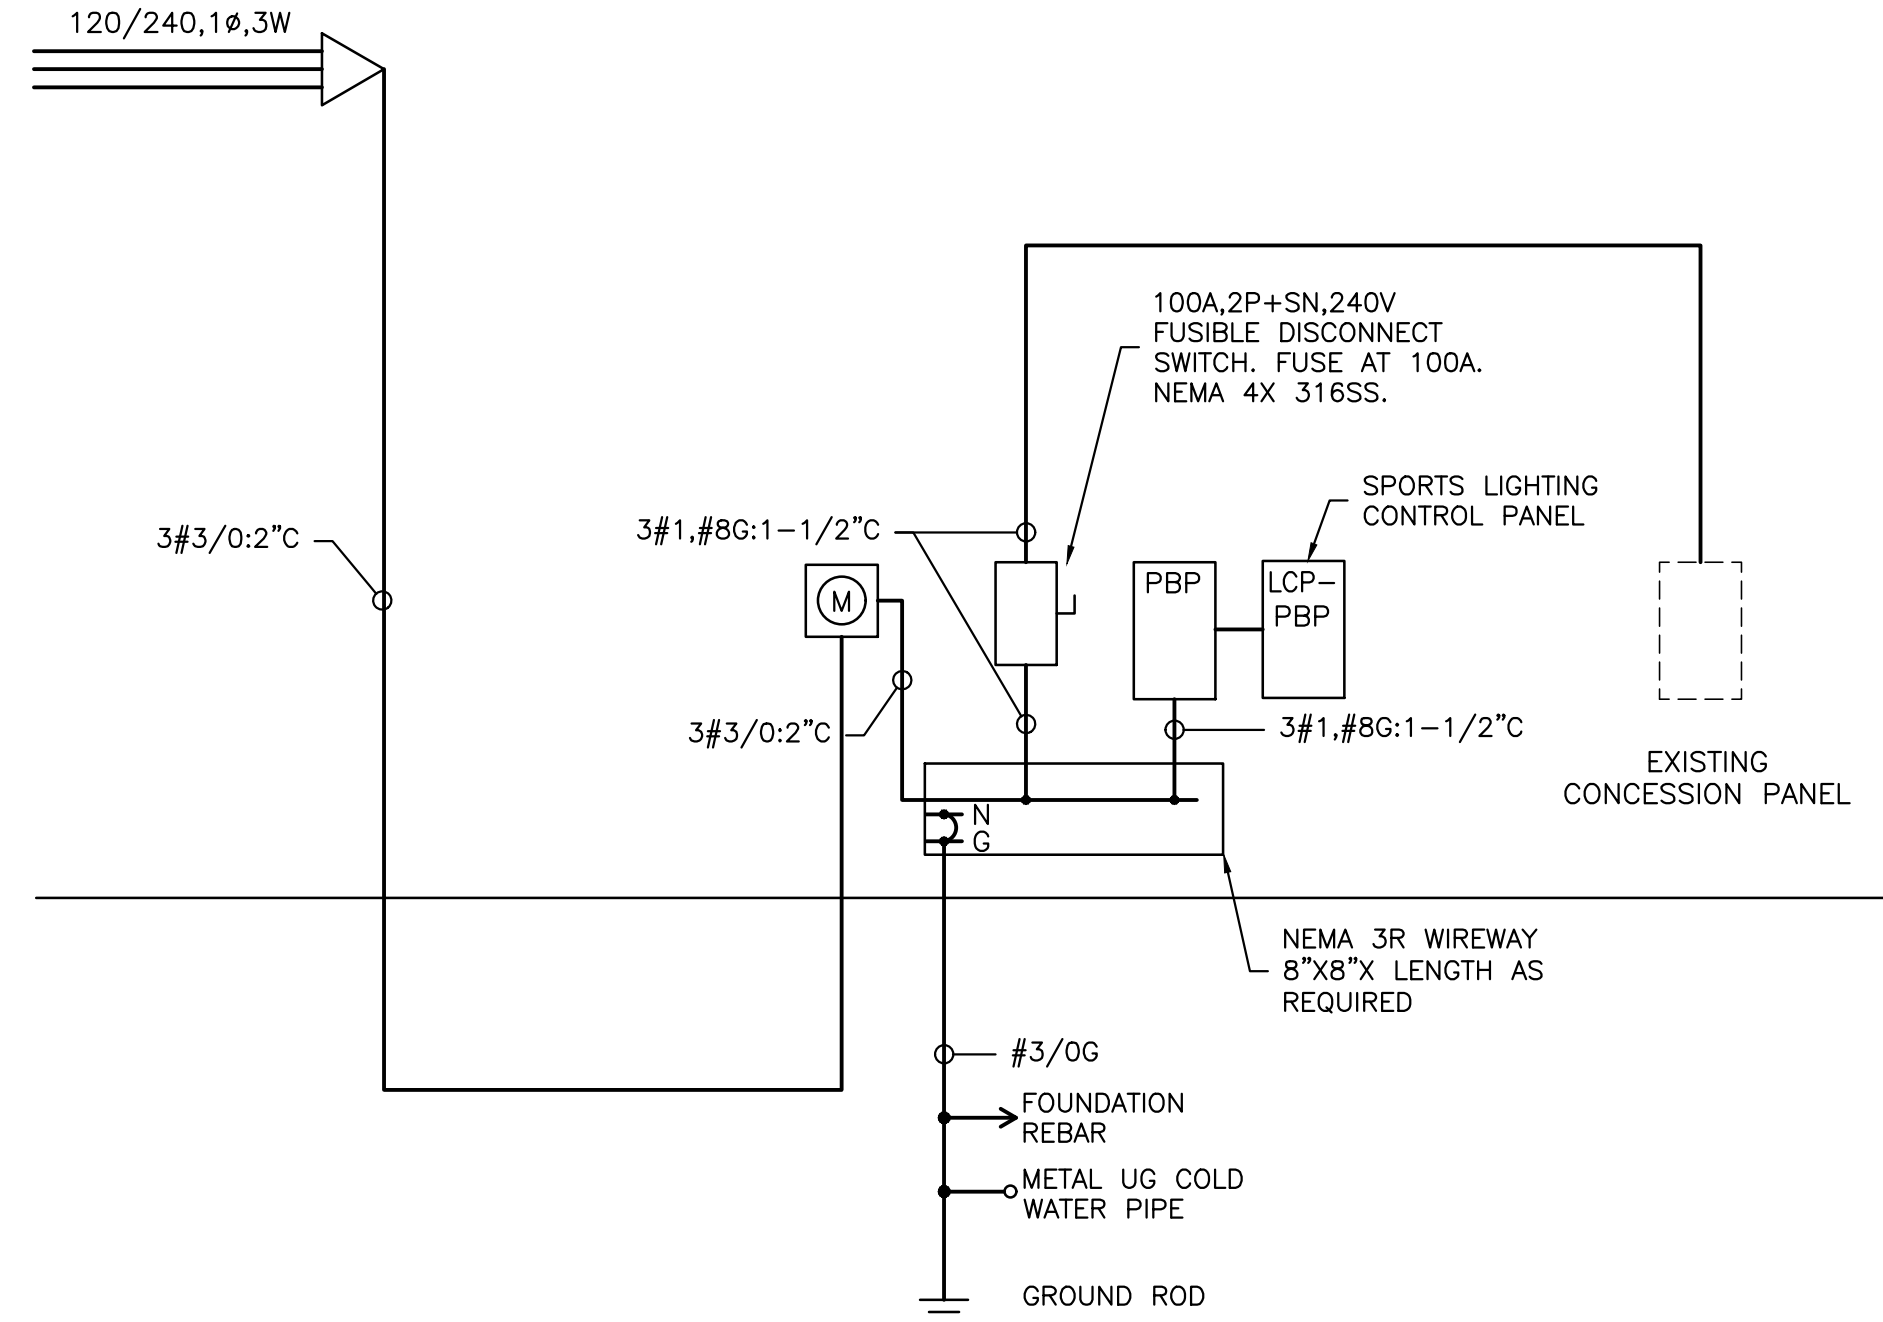 120/240,1ø,3W
100A,2P+SN,240V
FUSIBLE DISCONNECT
SWITCH. FUSE AT 100A.
NEMA 4X 316SS.
SPORTS LIGHTING
CONTROL PANEL
3#3/0:2"C
3#1,#8G:1-1/2"C
M
PBP
LCP-
PBP
3#3/0:2"C
3#1,#8G:1-1/2"C
EXISTING
CONCESSION PANEL
N
G
NEMA 3R WIREWAY
8"X8"X LENGTH AS
REQUIRED
#3/0G
FOUNDATION
REBAR
METAL UG COLD
WATER PIPE
GROUND ROD